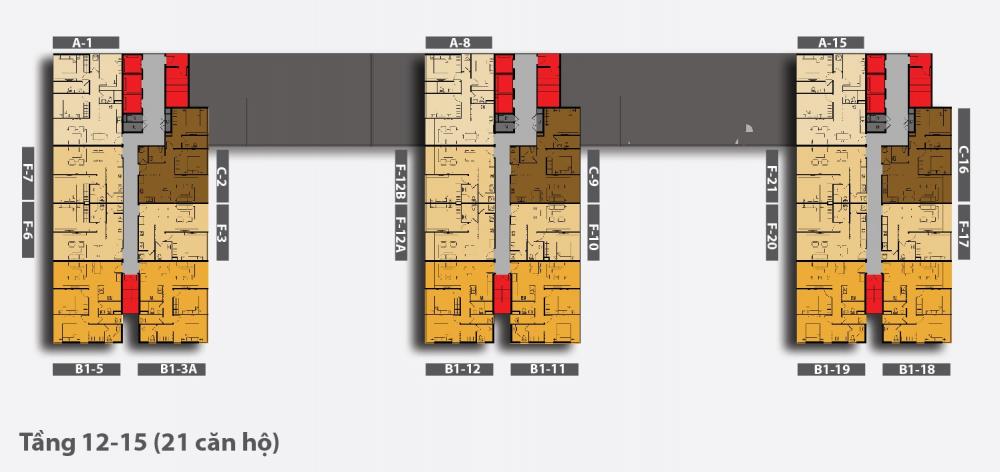 A-1
A-8
A-15
F-7
C-2
F-12B
C-9
F-21
C-16
F-6
F-3
F-12A
F-10
F-20
F-17
B1-5
B1-3A
B1-12
B1-11
B1-19
B1-18
Tầng 12-15 (21 căn hộ)